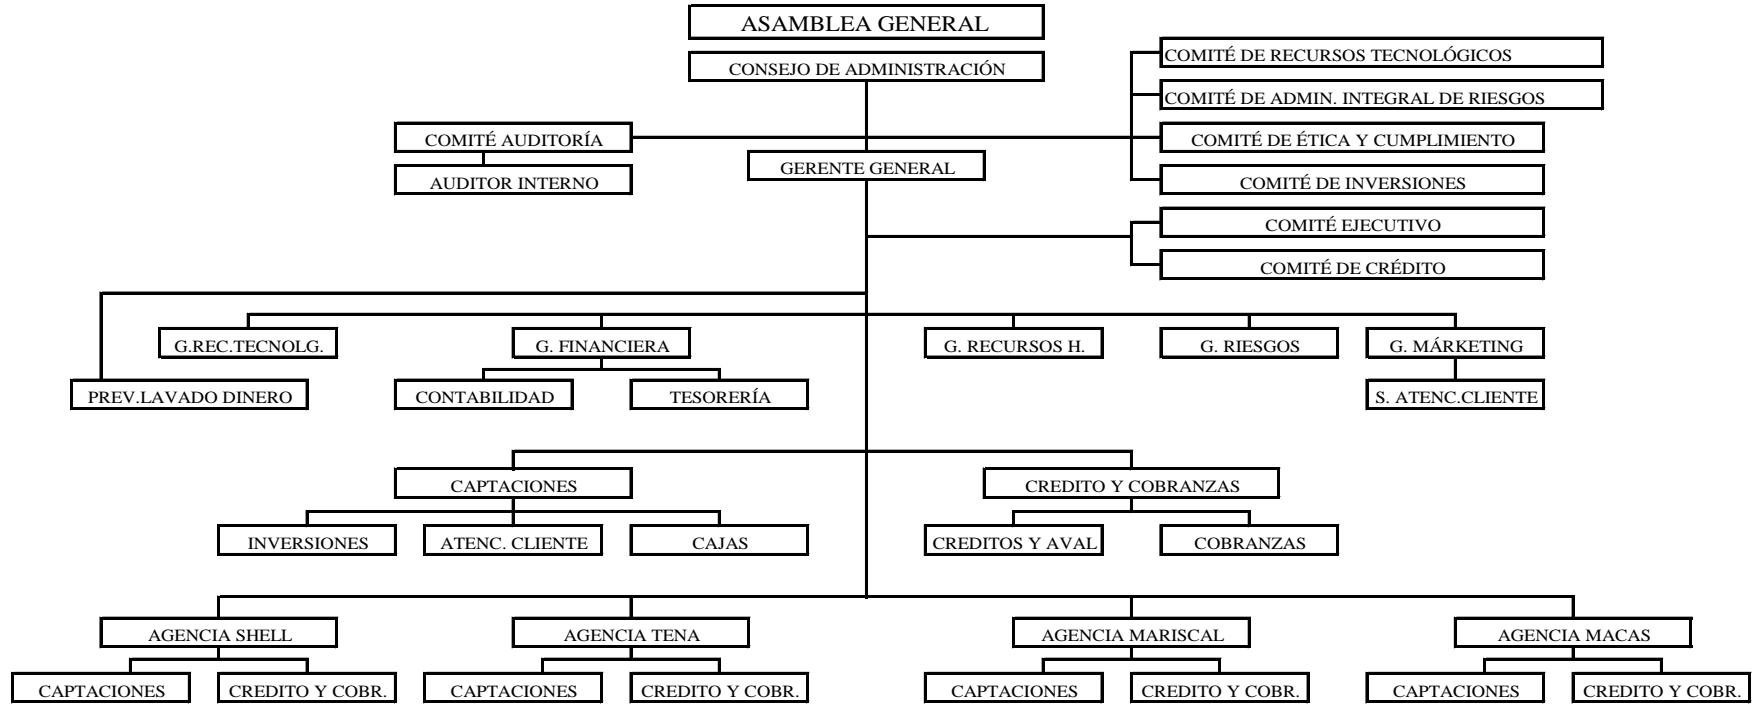 ASAMBLEA GENERAL
CONSEJO DE ADMINISTRACIÓN
COMITÉ DE RECURSOS TECNOLÓGICOS
COMITÉ DE ADMIN. INTEGRAL DE RIESGOS
COMITÉ AUDITORÍA
COMITÉ DE ÉTICA Y CUMPLIMIENTO
GERENTE GENERAL
AUDITOR INTERNO
COMITÉ DE INVERSIONES
COMITÉ EJECUTIVO
COMITÉ DE CRÉDITO
G.REC.TECNOLG.
G. FINANCIERA
G. RECURSOS H.
G. RIESGOS
G. MÁRKETING
PREV.LAVADO DINERO
CONTABILIDAD
TESORERÍA
S. ATENC.CLIENTE
CAPTACIONES
CREDITO Y COBRANZAS
INVERSIONES
ATENC. CLIENTE
CAJAS
CREDITOS Y AVAL
COBRANZAS
AGENCIA SHELL
AGENCIA TENA
AGENCIA MARISCAL
AGENCIA MACAS
CAPTACIONES
CREDITO Y COBR.
CAPTACIONES
CREDITO Y COBR.
CAPTACIONES
CREDITO Y COBR.
CAPTACIONES
CREDITO Y COBR.